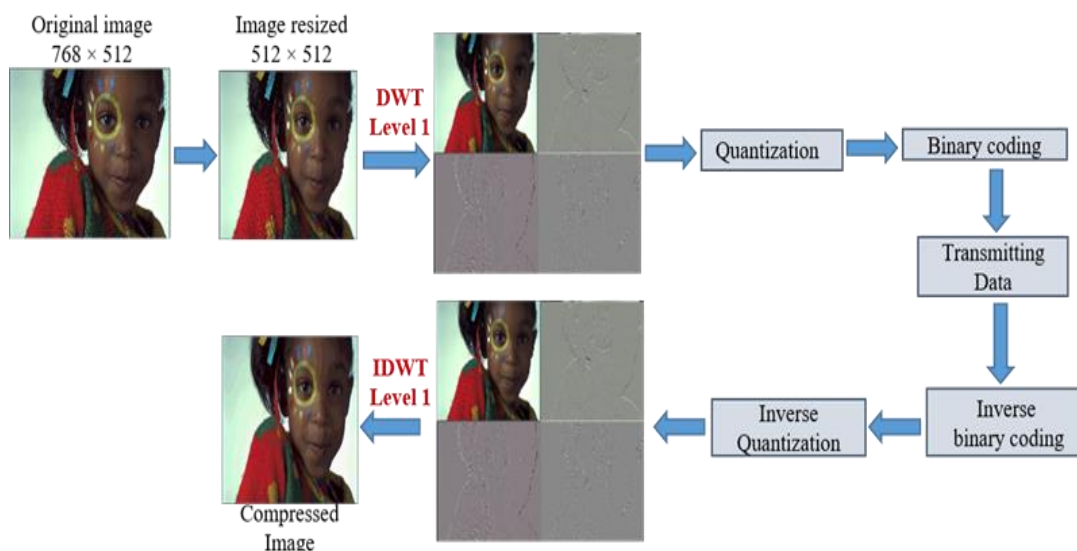 Original image
768 × 512
Image resized
512 × 512
DWT
Level 1
Quantization
Binary coding
Transmitting
Data
Inverse
binary coding
Inverse
Quantization
IDWT
Level 1
Compressed
Image